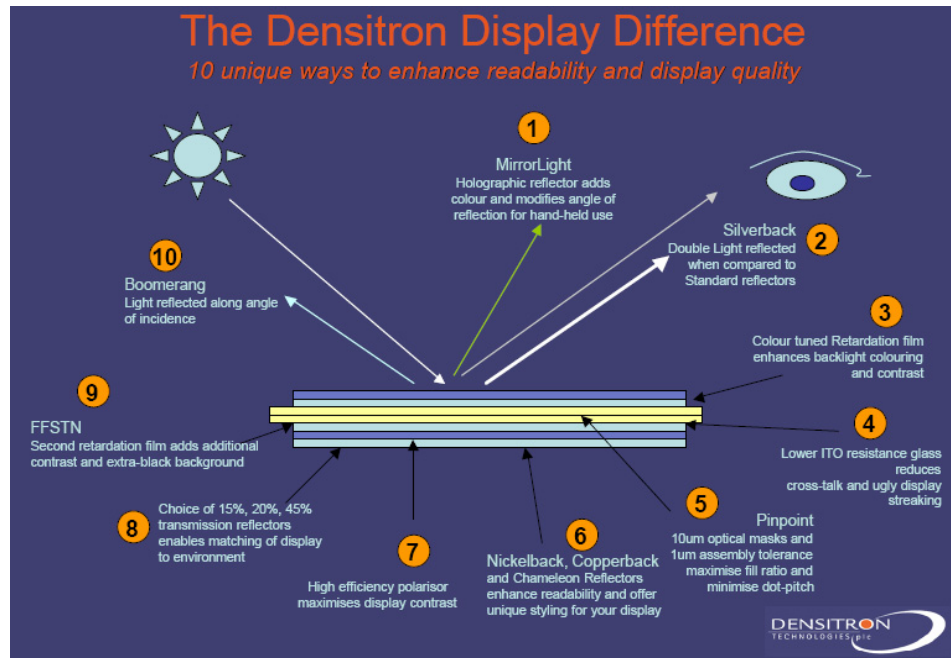 The Densitron Display Difference
10 unique ways to enhance readability and display quality
1
MirrorLight
Holographic reflector adds
colour and modifies angle of
reflection for hand-held use
Silverback
2
Double Light reflected
when compared to
Standard reflectors
10
Boomerang
Light reflected along angle
of incidence
3
Colour tuned Retardation film
enhances backlight colouring
and contrast
9
FFSTN
Second retardation film adds additional
contrast and extra-black background
4
Lower ITO resistance glass
reduces
cross-talk and ugly display
streaking
8
Choice of 15%, 20%, 45%
transmission reflectors
enables matching of display
to environment
7
High efficiency polarisor
maximises display contrast
6
Nickelback, Copperback
and Chameleon Reflectors
enhance readability and offer
unique styling for your display
5
Pinpoint
10um optical masks and
1um assembly tolerance
maximise fill ratio and
minimise dot-pitch
DENSITRON
TECHNOLOGIES plc